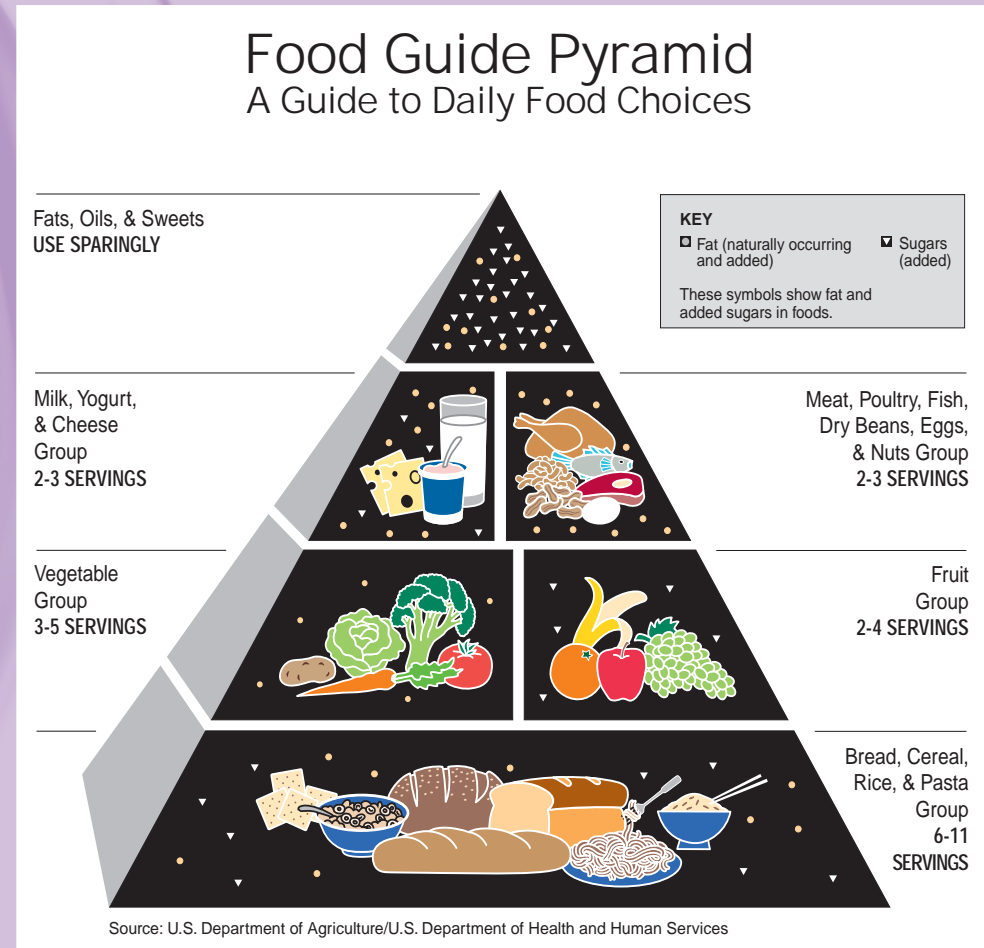 Food Guide Pyramid
A Guide to Daily Food Choices
Fats, Oils, & Sweets
USE SPARINGLY
KEY
Fat (naturally occurring
and added)
Sugars
(added)
These symbols show fat and
added sugars in foods.
Milk, Yogurt,
& Cheese
Group
2-3 SERVINGS
Meat, Poultry, Fish,
Dry Beans, Eggs,
& Nuts Group
2-3 SERVINGS
Vegetable
Group
3-5 SERVINGS
Fruit
Group
2-4 SERVINGS
Bread, Cereal,
Rice, & Pasta
Group
6-11
SERVINGS
Source: U.S. Department of Agriculture/U.S. Department of Health and Human Services